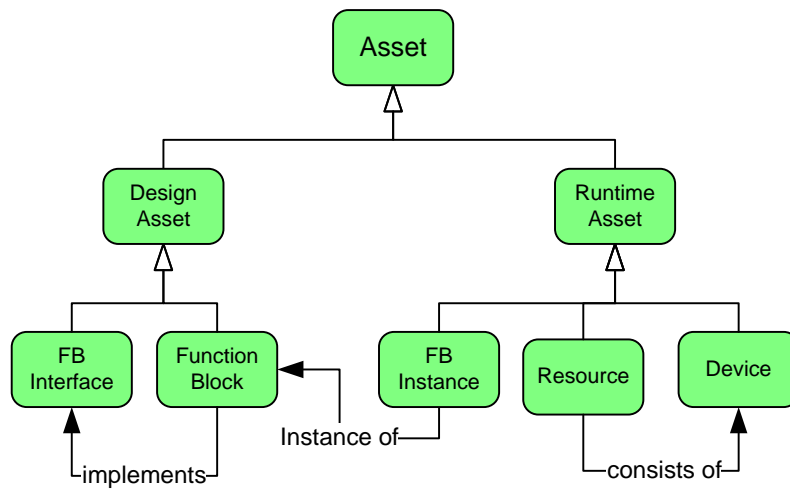 Asset
Design
Asset
Runtime
Asset
FB
Interface
Function
Block
FB
Instance
Resource
Device
Instance of
implements
consists of